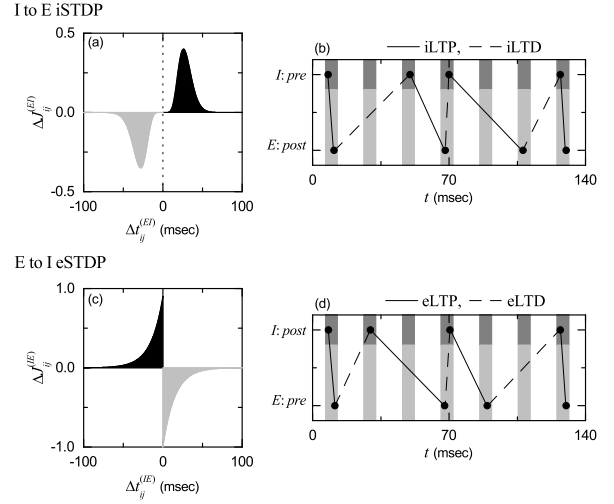 I to E iSTDP
(a)
0.5
0.0
-0.5
ΔJ_ij^(EI)
-100 0 100
Δt_ij^(EI) (msec)
(b)
iLTP, iLTD
I: pre
E: post
0 70 140
t (msec)
E to I eSTDP
(c)
1.0
0.0
-1.0
ΔJ_ij^(IE)
-100 0 100
Δt_ij^(IE) (msec)
(d)
eLTP, eLTD
I: post
E: pre
0 70 140
t (msec)